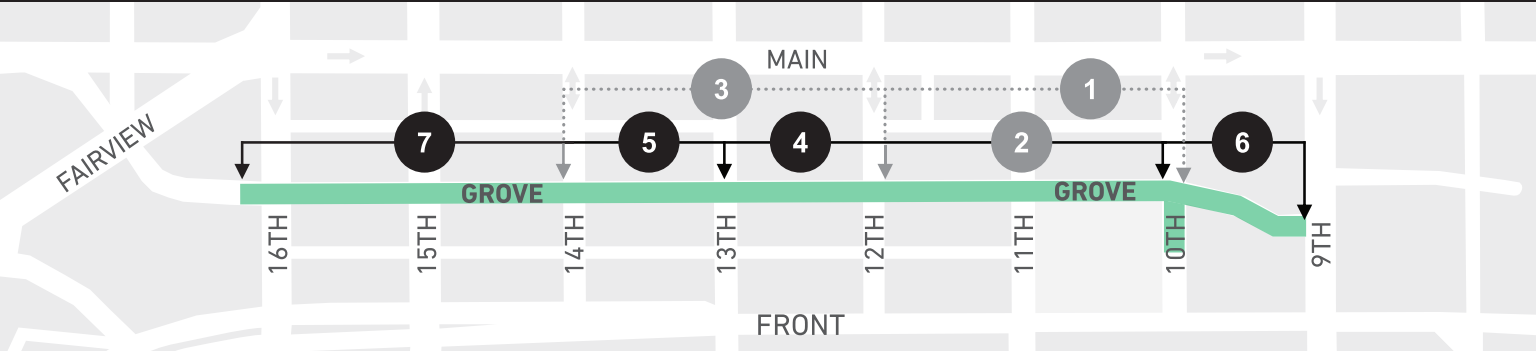 MAIN
3
1
7
5
4
2
6
FAIRVIEW
GROVE
GROVE
16TH
15TH
14TH
13TH
12TH
11TH
10TH
9TH
FRONT